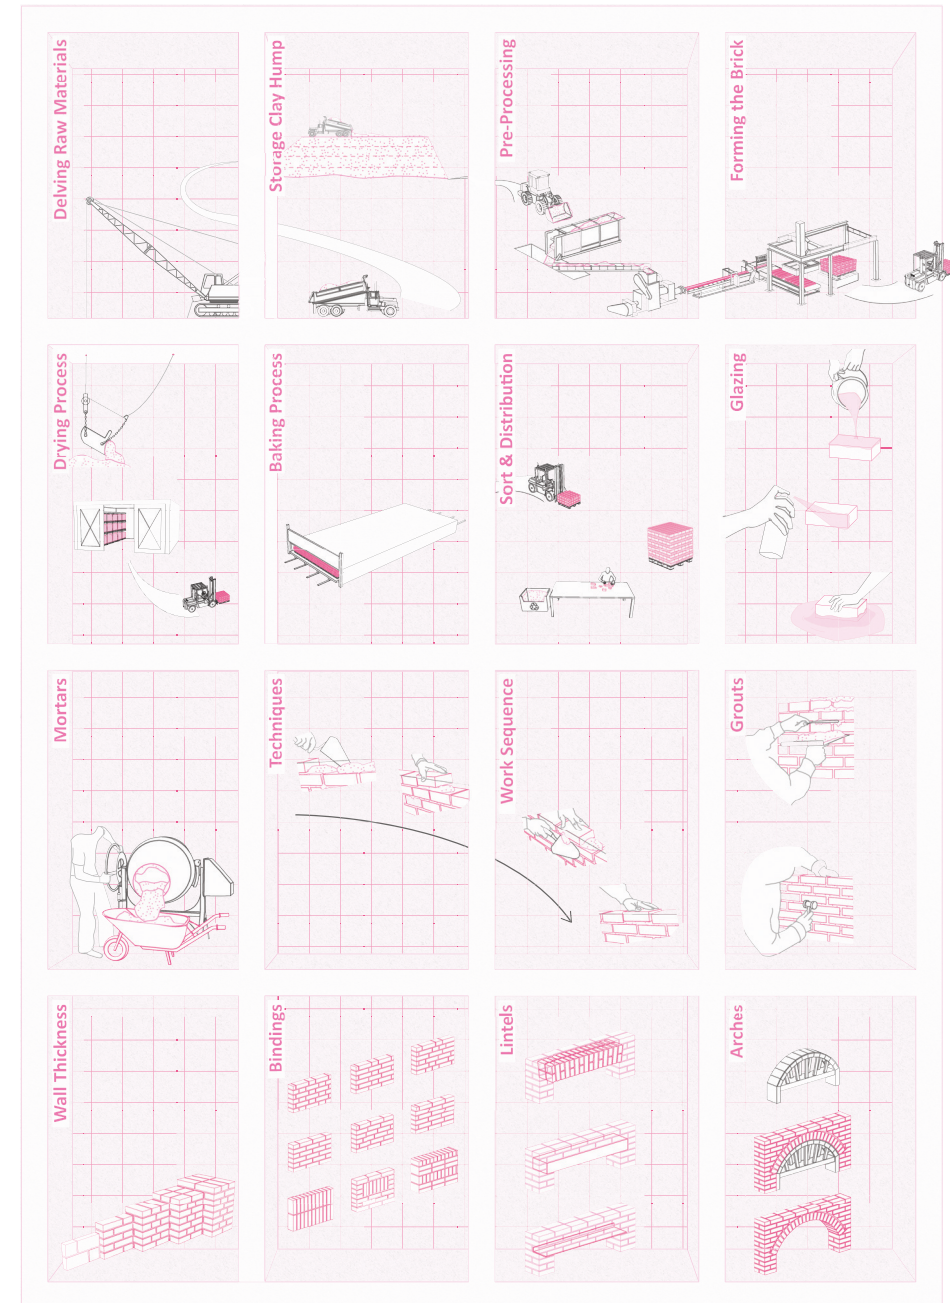 Delving Raw Materials
Storage Clay Hump
Pre-Processing
Forming the Brick
Drying Process
Baking Process
Sort & Distribution
Glazing
Mortars
Techniques
Work Sequence
Grouts
Wall Thickness
Bindings -
Lintels
Arches